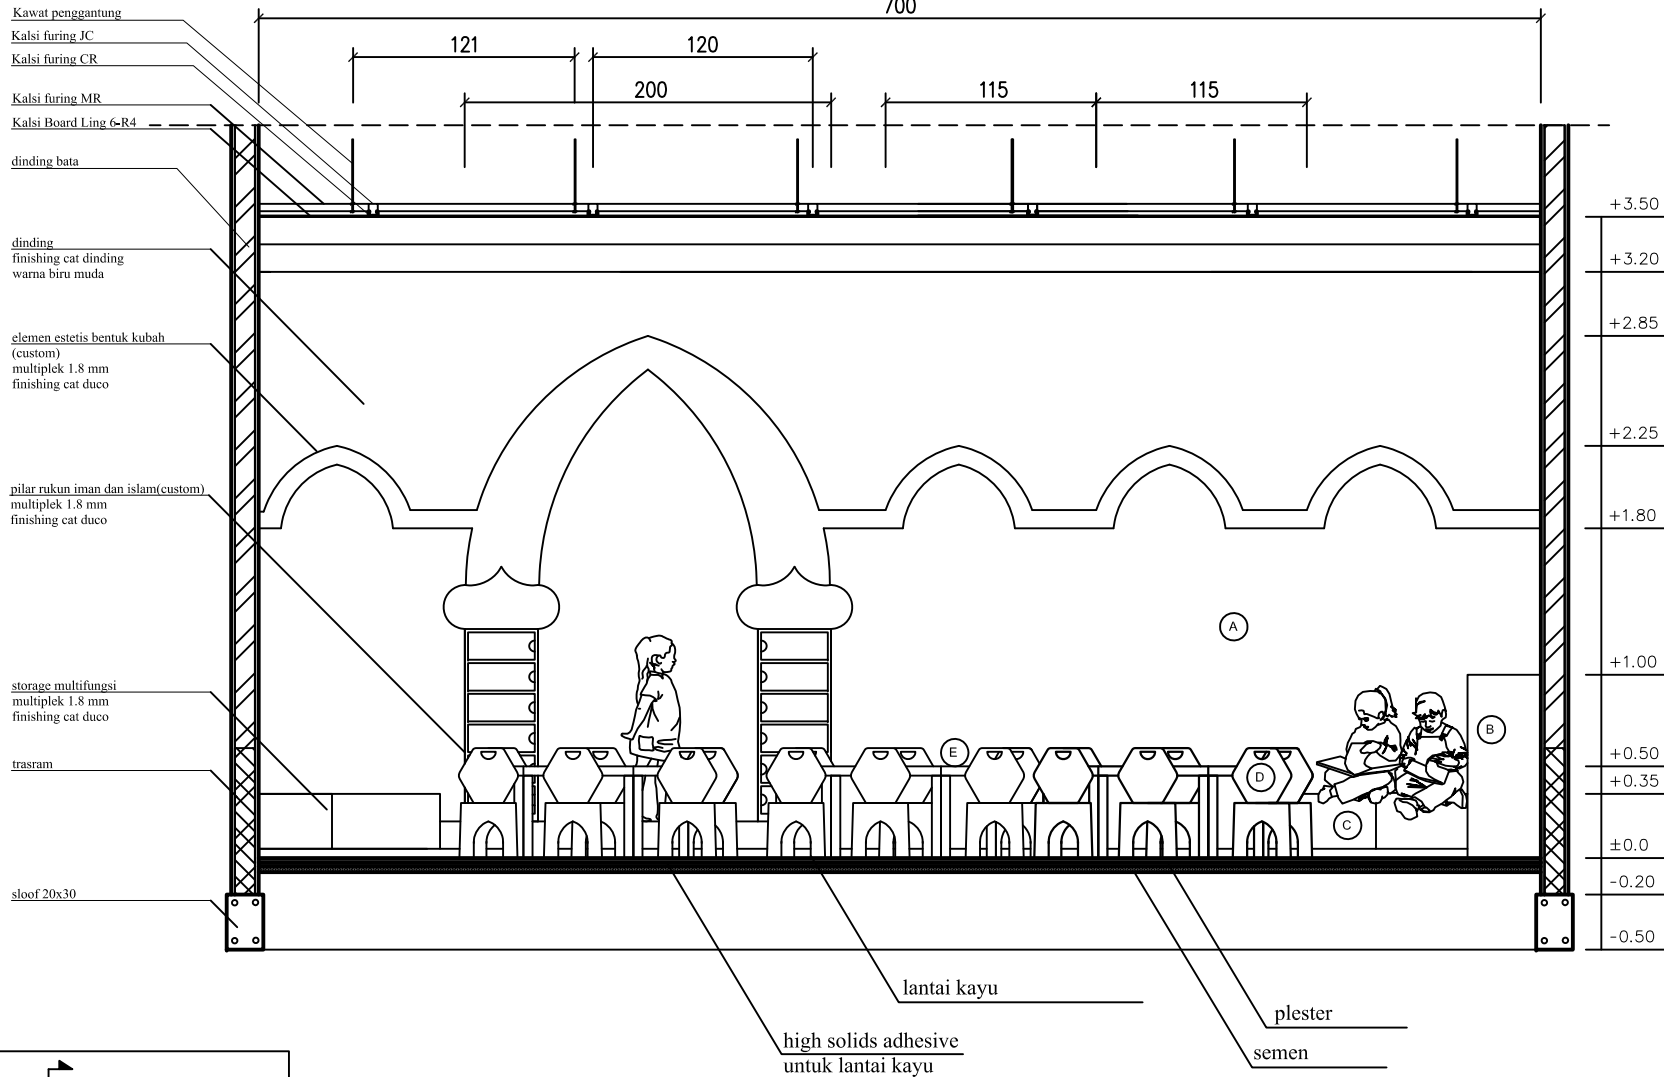 Kawat penggantung
Kalsi furing JC
Kalsi furing CR
Kalsi furing MR
Kalsi Board Ling 6-R4
dinding bata
dinding
finishing cat dinding
warna biru muda
elemen estetis bentuk kubah
(custom)
multiplek 1.8 mm
finishing cat duco
pilar rukun iman dan islam(custom)
multiplek 1.8 mm
finishing cat duco
storage multifungsi
multiplek 1.8 mm
finishing cat duco
trasram
sloof 20x30
700
121
120
200
115
115
A
B
E
D
C
+3.50
+3.20
+2.85
+2.25
+1.80
+1.00
+0.50
+0.35
±0.0
-0.20
-0.50
lantai kayu
high solids adhesive
untuk lantai kayu
plester
semen